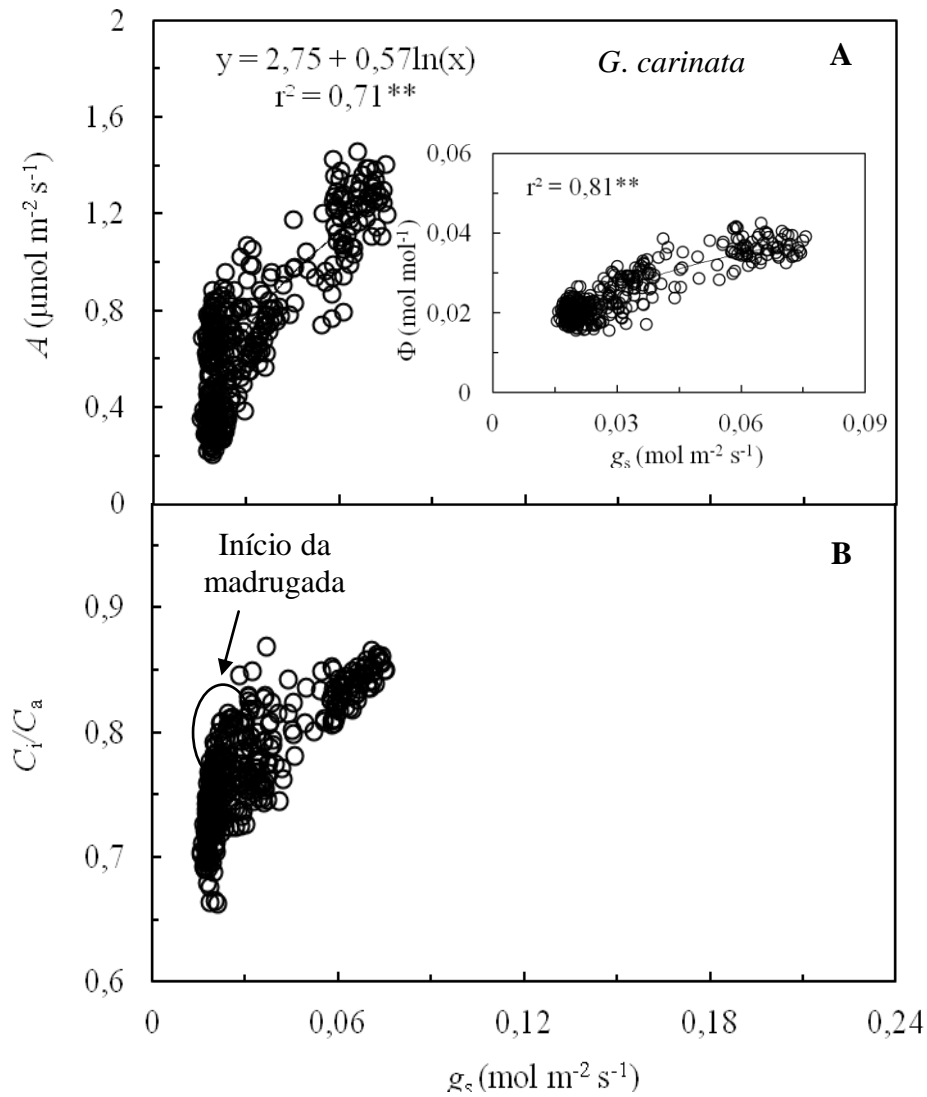 2
y = 2,75 + 0,57ln(x)
r² = 0,71**
G. carinata
A
1,6
1,2
0,8
0,4
0
A (µmol m⁻² s⁻¹)
0,06
r² = 0,81**
0,04
0,02
0
Φ (mol mol⁻¹)
0
0,03
0,06
0,09
gₛ (mol m⁻² s⁻¹)
Início da
madrugada
B
0,9
0,8
0,7
0,6
Cᵢ/Cₐ
0
0,06
0,12
0,18
0,24
gₛ (mol m⁻² s⁻¹)